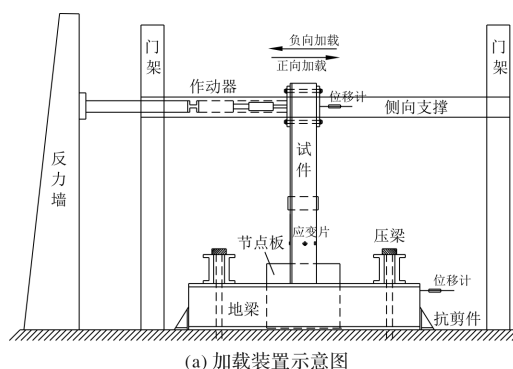 负向加载
正向加载
门架
门架
作动器
位移计
侧向支撑
反力墙
试件
节点板
应变片
压梁
位移计
地梁
抗剪件
(a) 加载装置示意图